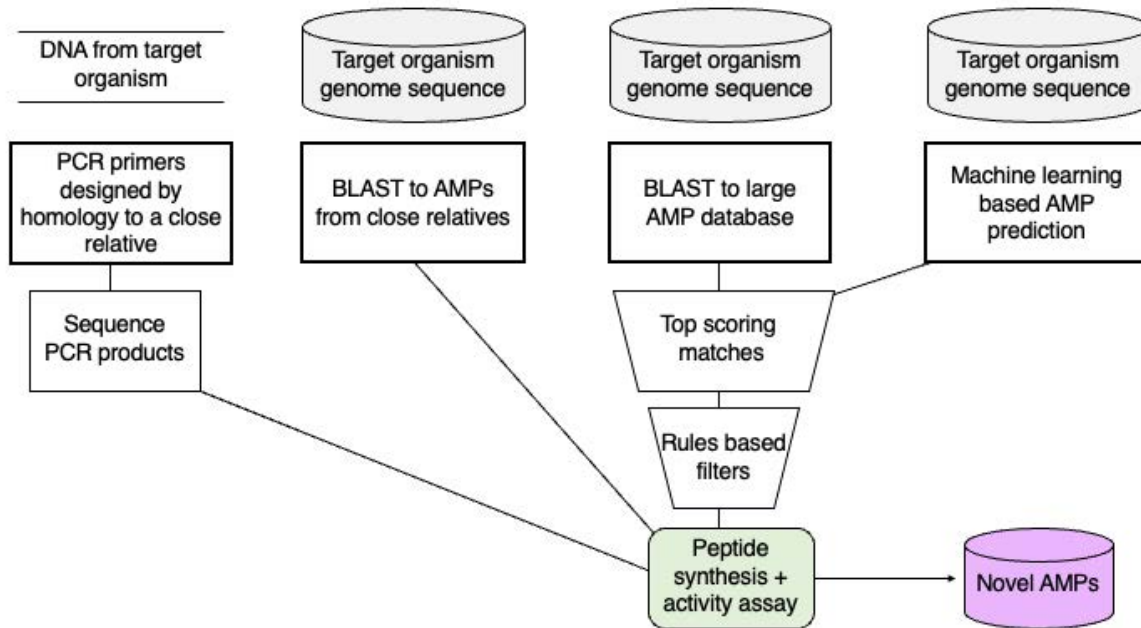 DNA from target
organism
Target organism
genome sequence
Target organism
genome sequence
Target organism
genome sequence
PCR primers
designed by
homology to a close
relative
BLAST to AMPs
from close relatives
BLAST to large
AMP database
Machine learning
based AMP
prediction
Sequence
PCR products
Top scoring
matches
Rules based
filters
Peptide
synthesis +
activity assay
Novel AMPs